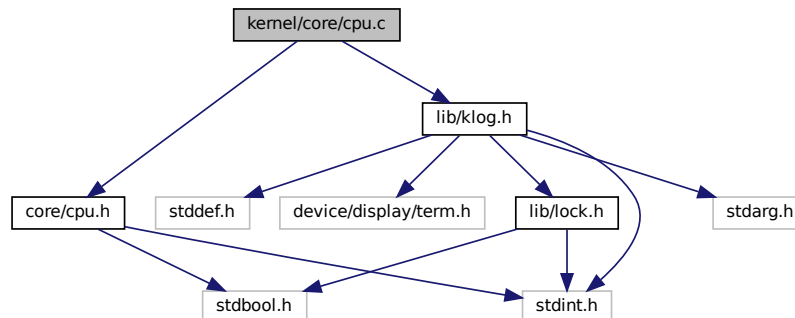 kernel/core/cpu.c
lib/klog.h
core/cpu.h
stddef.h
device/display/term.h
lib/lock.h
stdarg.h
stdbool.h
stdint.h